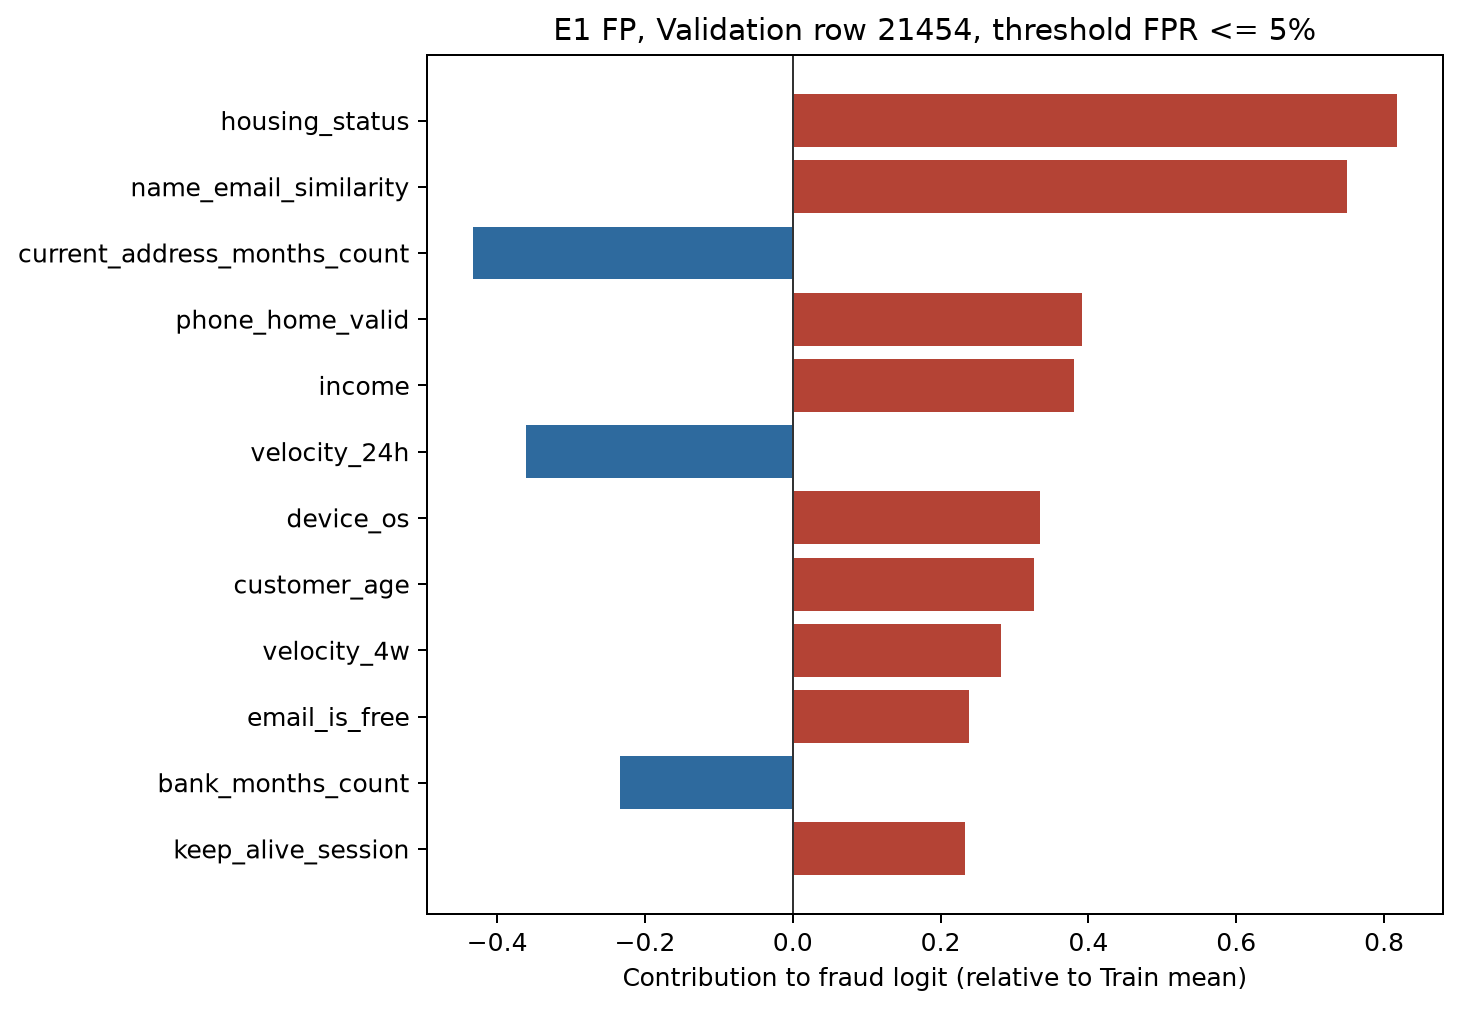 E1 FP, Validation row 21454, threshold FPR <= 5%
housing_status
name_email_similarity
current_address_months_count
phone_home_valid
income
velocity_24h
device_os
customer_age
velocity_4w
email_is_free
bank_months_count
keep_alive_session
−0.4 −0.2 0.0 0.2 0.4 0.6 0.8
Contribution to fraud logit (relative to Train mean)